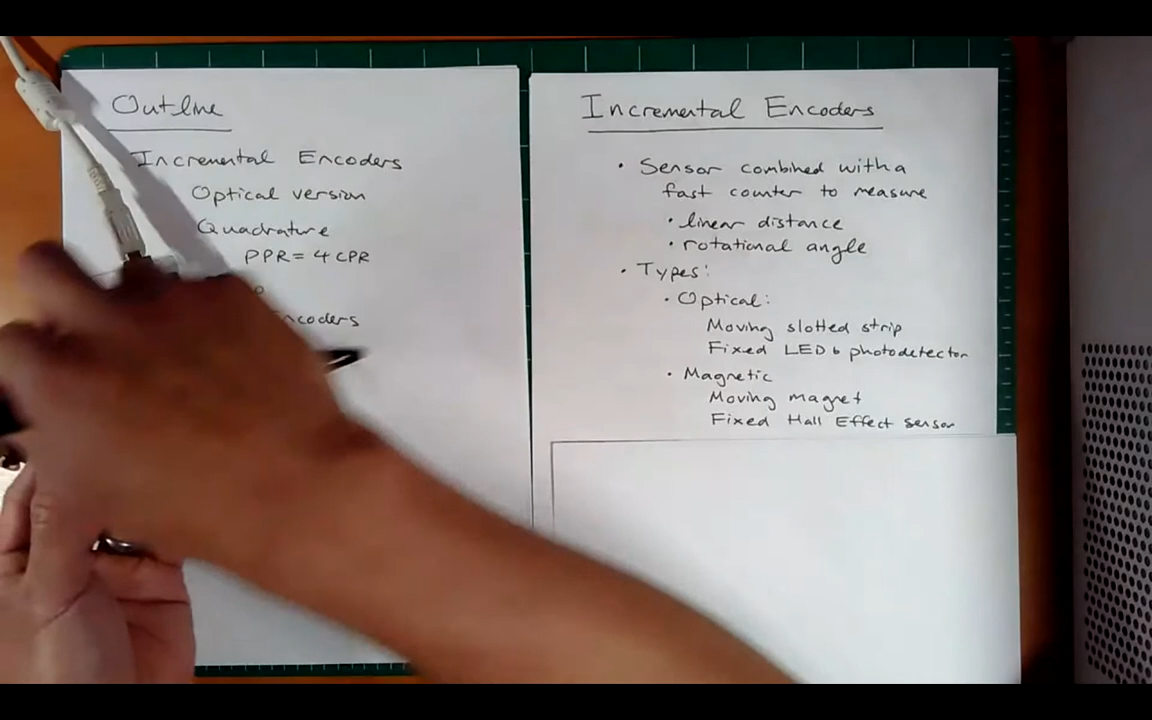 Outline
Incremental Encoders
Optical version
Quadrature
PPR = 4 CPR
Encoders
Incremental Encoders
• Sensor combined with a
fast counter to measure
• linear distance
• rotational angle
• Types:
• Optical:
Moving slotted strip
Fixed LED & photodetector
• Magnetic
Moving magnet
Fixed Hall Effect sensor